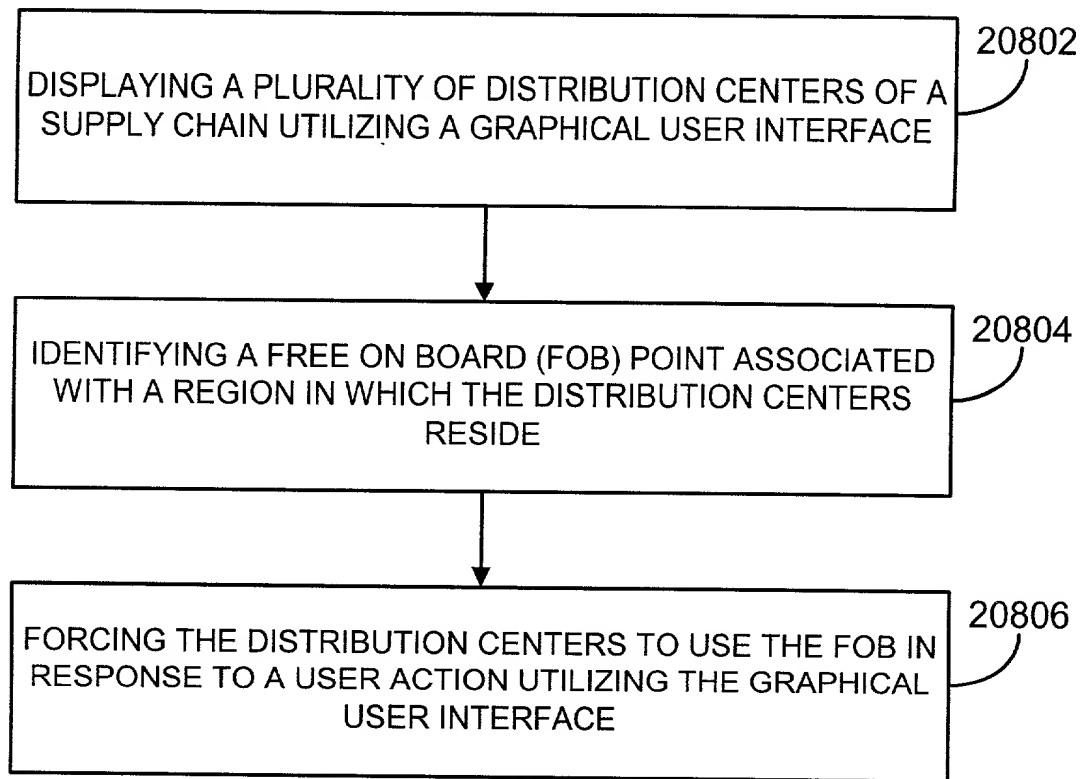 20802
DISPLAYING A PLURALITY OF DISTRIBUTION CENTERS OF A
SUPPLY CHAIN UTILIZING A GRAPHICAL USER INTERFACE
20804
IDENTIFYING A FREE ON BOARD (FOB) POINT ASSOCIATED
WITH A REGION IN WHICH THE DISTRIBUTION CENTERS
RESIDE
20806
FORCING THE DISTRIBUTION CENTERS TO USE THE FOB IN
RESPONSE TO A USER ACTION UTILIZING THE GRAPHICAL
USER INTERFACE